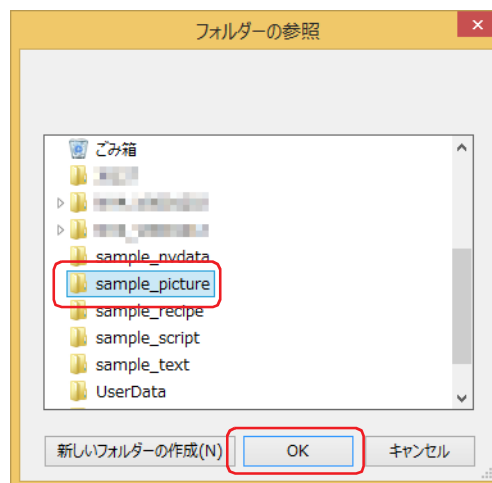 フォルダーの参照
ごみ箱
sample_nvdata
sample_picture
sample_recipe
sample_script
sample_text
UserData
新しいフォルダーの作成(N)
OK
キャンセル